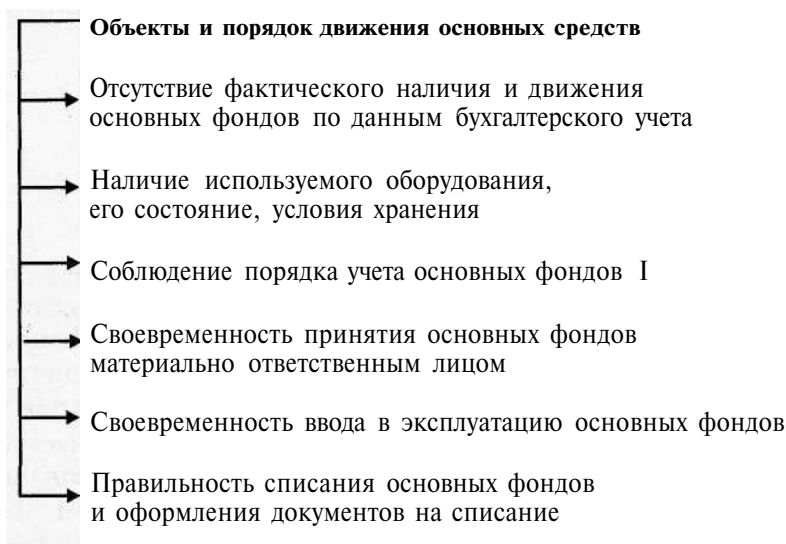 Объекты и порядок движения основных средств
Отсутствие фактического наличия и движения
основных фондов по данным бухгалтерского учета
Наличие используемого оборудования,
его состояние, условия хранения
Соблюдение порядка учета основных фондов I
Своевременность принятия основных фондов
материально ответственным лицом
Своевременность ввода в эксплуатацию основных фондов
Правильность списания основных фондов
и оформления документов на списание